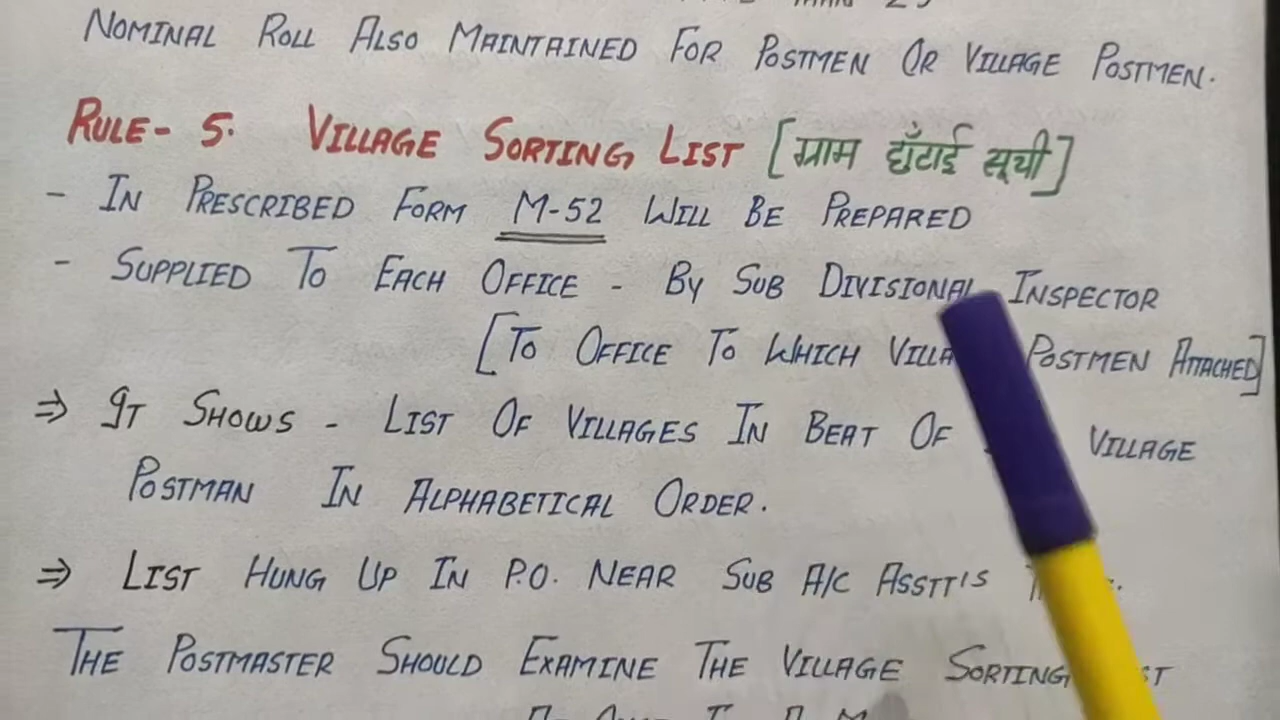 NOMINAL ROLL ALSO MAINTAINED FOR POSTMEN OR VILLAGE POSTMEN.
RULE- 5. VILLAGE SORTING LIST [ग्राम छँटाई सूची]
- IN PRESCRIBED FORM M-52 WILL BE PREPARED
- SUPPLIED TO EACH OFFICE - BY SUB DIVISIONAL INSPECTOR
[TO OFFICE TO WHICH POSTMEN ATTACHED]
⇒ IT SHOWS - LIST OF VILLAGES IN BEAT OF VILLAGE
POSTMAN IN ALPHABETICAL ORDER.
⇒ LIST HUNG UP IN P.O. NEAR SUB A/C ASSTT'S
THE POSTMASTER SHOULD EXAMINE THE VILLAGE SORTING